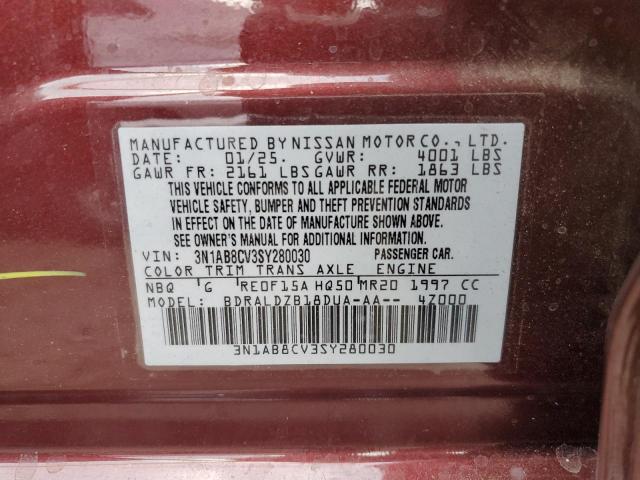 MANUFACTURED BY NISSAN MOTOR CO., LTD.
DATE: 01/25. GVWR: 4001 LBS
GAWR FR: 2161 LBS GAWR RR: 1863 LBS
THIS VEHICLE CONFORMS TO ALL APPLICABLE FEDERAL MOTOR
VEHICLE SAFETY, BUMPER AND THEFT PREVENTION STANDARDS
IN EFFECT ON THE DATE OF MANUFACTURE SHOWN ABOVE.
SEE OWNER'S MANUAL FOR ADDITIONAL INFORMATION.
VIN: 3N1AB8CV3SY280030 PASSENGER CAR.
COLOR TRIM TRANS AXLE ENGINE
NBQ G RE0F15A HQ50 MR20 1997 CC
MODEL: BDRALDZB18DUA-AA-- 4Z000
3N1AB8CV3SY280030